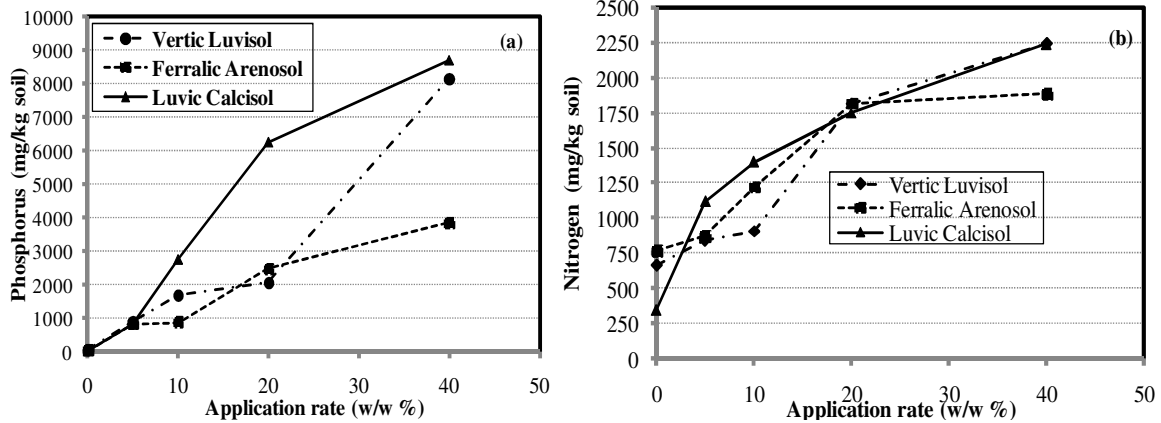 Phosphorus (mg/kg soil)
10000
9000
8000
7000
6000
5000
4000
3000
2000
1000
0
Vertic Luvisol
Ferralic Arenosol
Luvic Calcisol
(a)
0 10 20 30 40 50
Application rate (w/w %)
Nitrogen (mg/kg soil)
2500
2250
2000
1750
1500
1250
1000
750
500
250
0
(b)
Vertic Luvisol
Ferralic Arenosol
Luvic Calcisol
0 10 20 30 40 50
Application rate (w/w %)